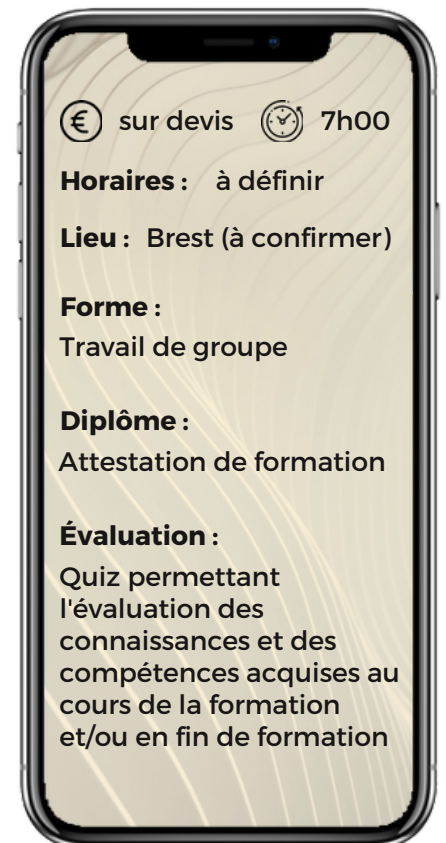 € sur devis 7h00
Horaires : à définir
Lieu : Brest (à confirmer)
Forme :
Travail de groupe
Diplôme :
Attestation de formation
Évaluation :
Quiz permettant
l'évaluation des
connaissances et des
compétences acquises au
cours de la formation
et/ou en fin de formation